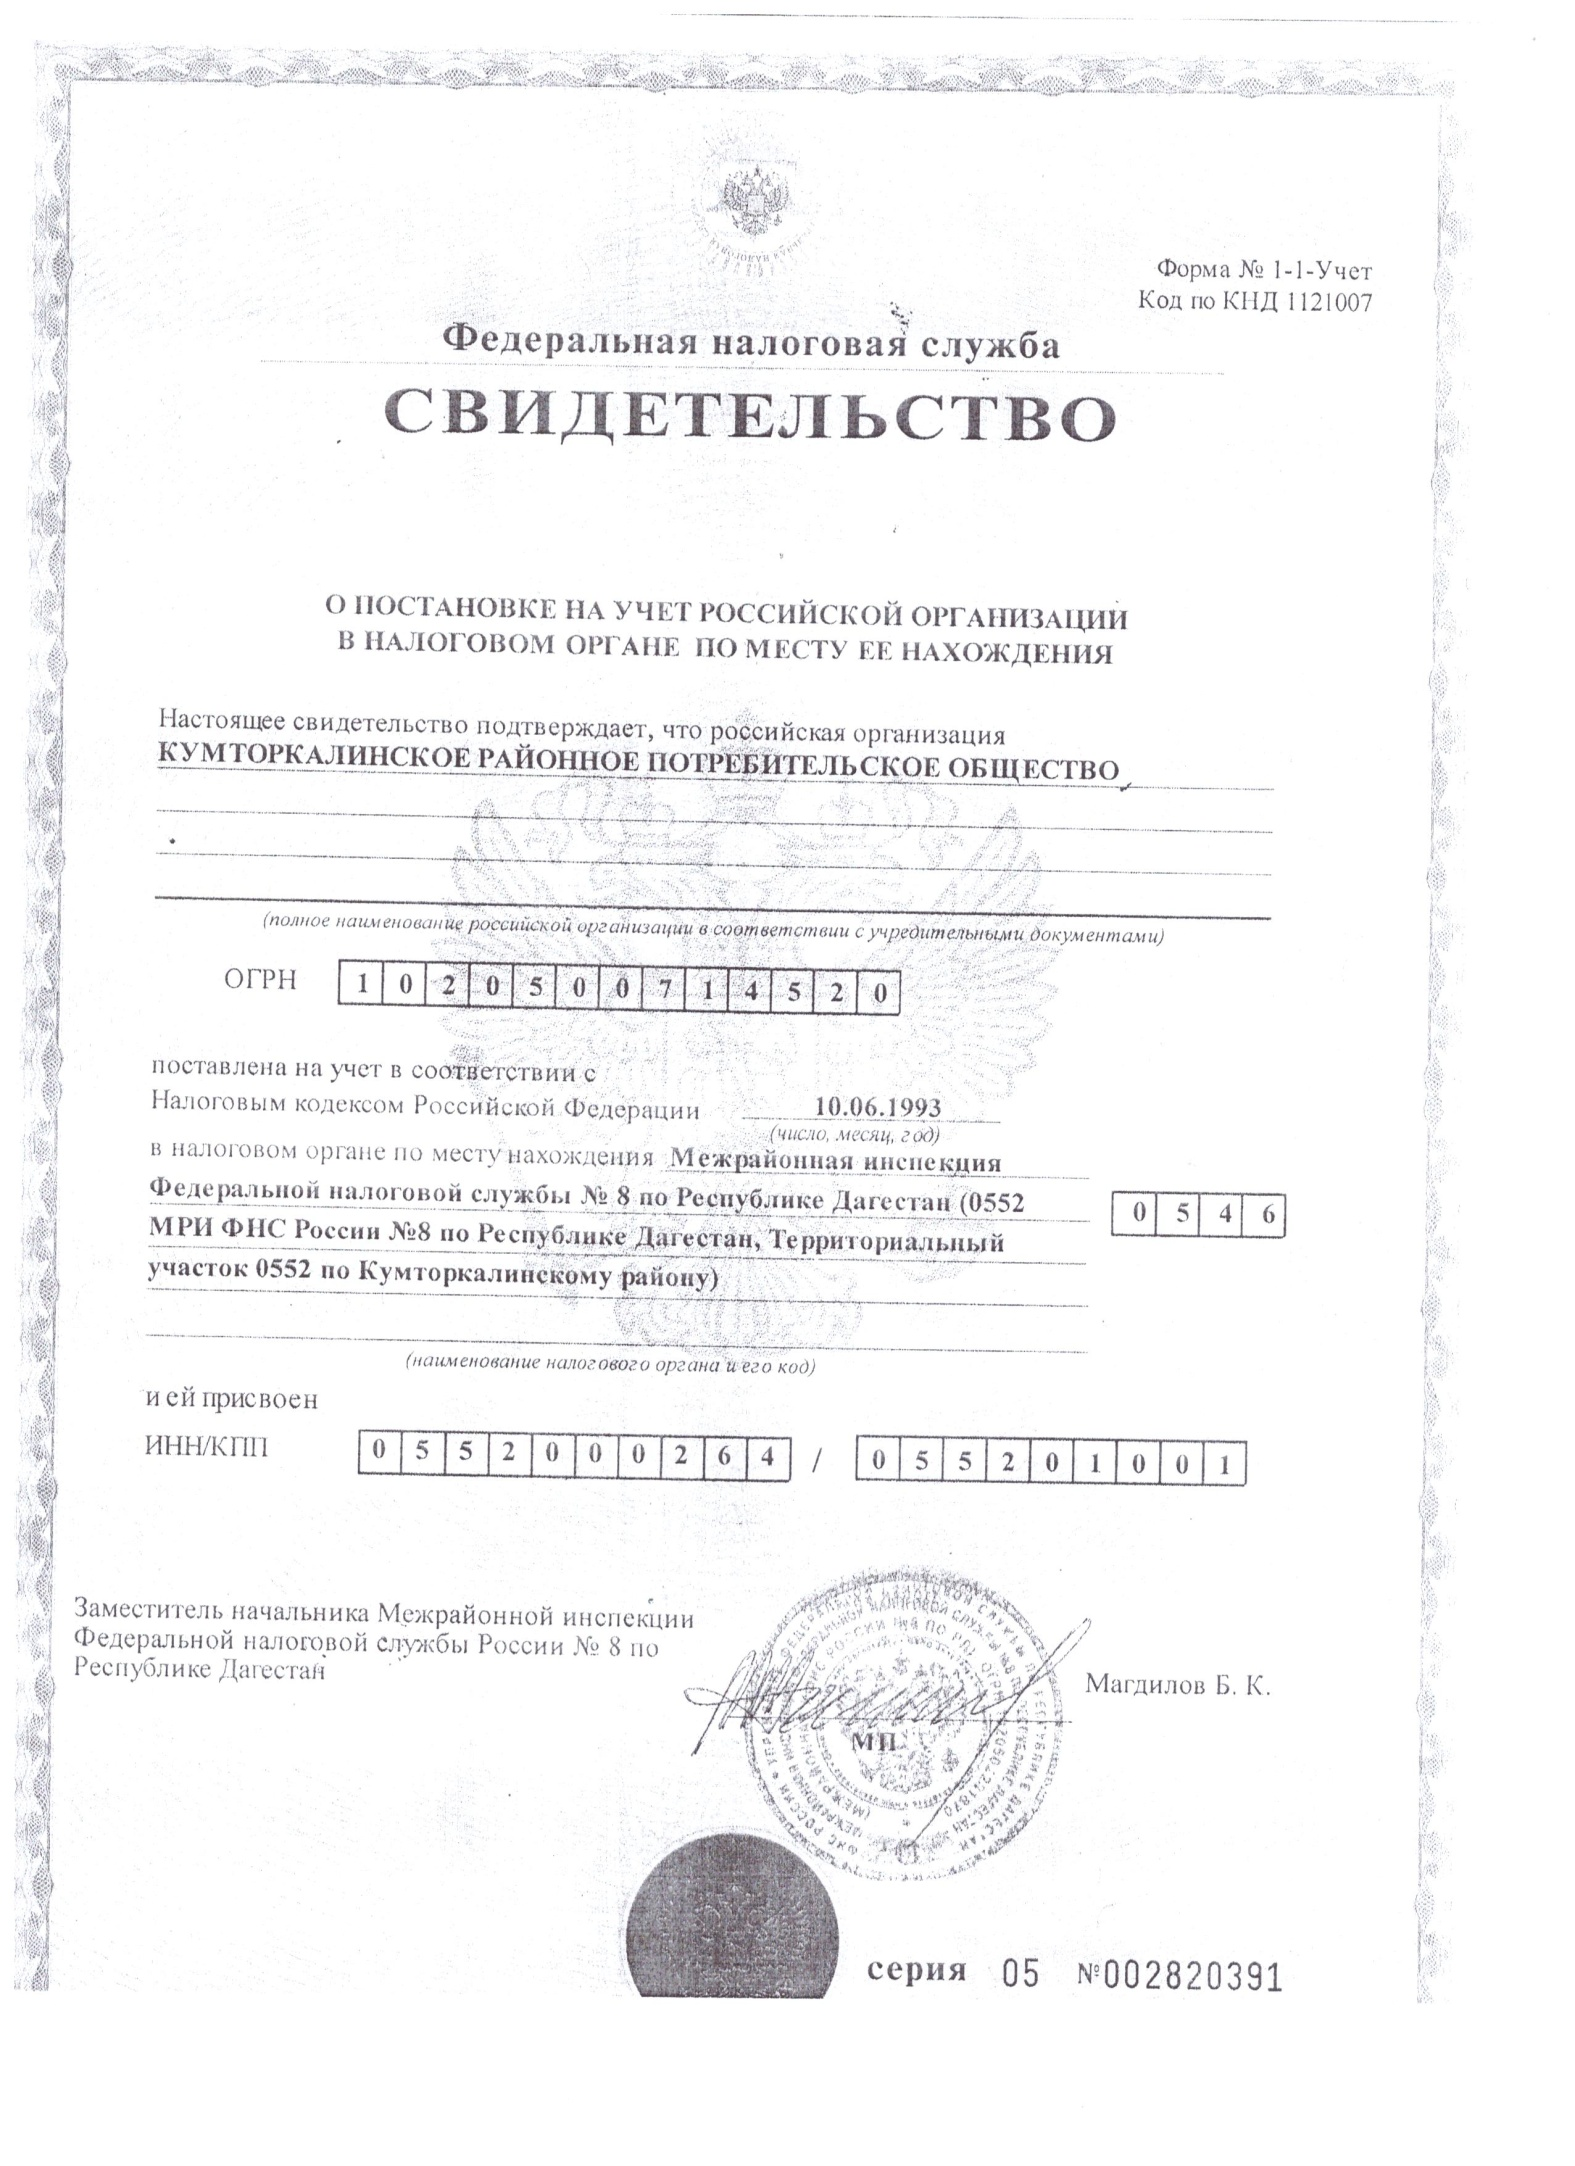 Форма № 1-1-Учет
Код по КНД 1121007
Федеральная налоговая служба
СВИДЕТЕЛЬСТВО
О ПОСТАНОВКЕ НА УЧЕТ РОССИЙСКОЙ ОРГАНИЗАЦИИ
В НАЛОГОВОМ ОРГАНЕ ПО МЕСТУ ЕЕ НАХОЖДЕНИЯ
Настоящее свидетельство подтверждает, что российская организация
КУМТОРКАЛИНСКОЕ РАЙОННОЕ ПОТРЕБИТЕЛЬСКОЕ ОБЩЕСТВО
(полное наименование российской организации в соответствии с учредительными документами)
ОГРН 1 0 2 0 5 0 0 7 1 4 5 2 0
поставлена на учет в соответствии с
Налоговым кодексом Российской Федерации 10.06.1993
(число, месяц, год)
в налоговом органе по месту нахождения Межрайонная инспекция
Федеральной налоговой службы № 8 по Республике Дагестан (0552
МРИ ФНС России №8 по Республике Дагестан, Территориальный
участок 0552 по Кумторкалинскому району)
0 5 4 6
(наименование налогового органа и его код)
и ей присвоен
ИНН/КПП 0 5 5 2 0 0 0 2 6 4 / 0 5 5 2 0 1 0 0 1
Заместитель начальника Межрайонной инспекции
Федеральной налоговой службы России № 8 по
Республике Дагестан
Магдилов Б. К.
МП
серия 05 №002820391